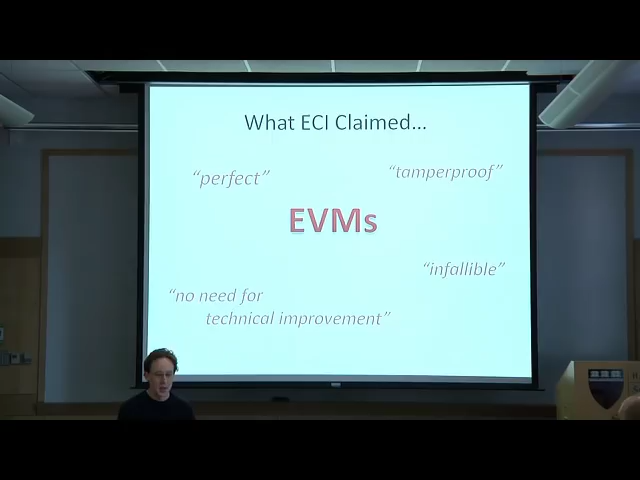 What ECI Claimed...
“perfect”
“tamperproof”
EVMs
“infallible”
“no need for
technical improvement”